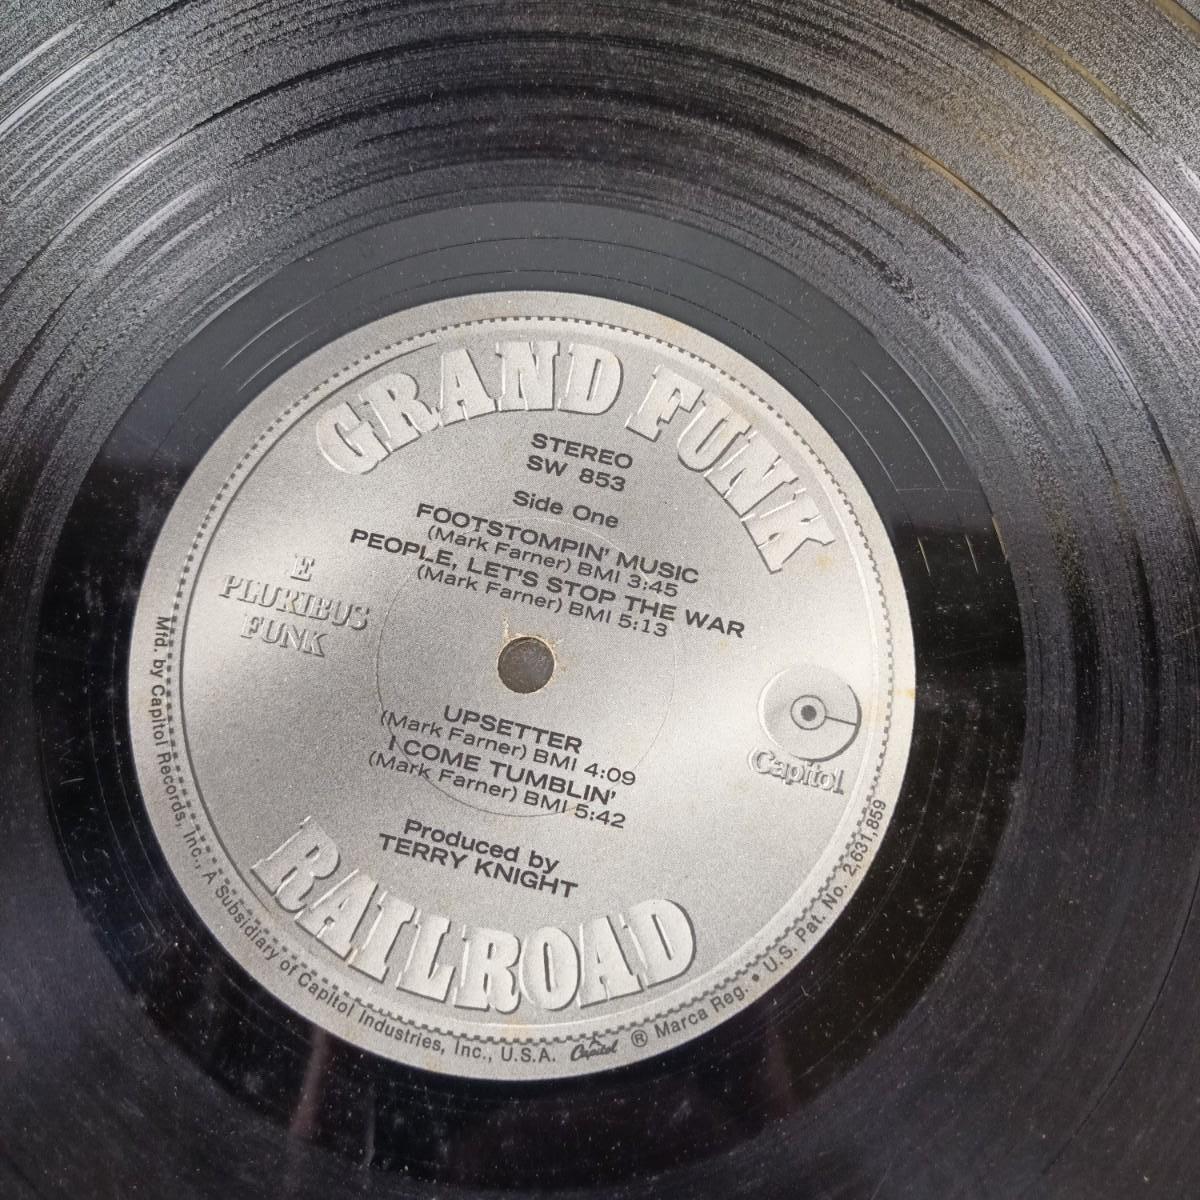 GRAND FUNK
STEREO
SW 853
Side One
FOOTSTOMPIN' MUSIC
(Mark Farner) BMI 3:45
PEOPLE, LET'S STOP THE WAR
(Mark Farner) BMI 5:13
E
PLURIBUS
FUNK
Capitol
UPSETTER
(Mark Farner) BMI 4:09
I COME TUMBLIN'
(Mark Farner) BMI 5:42
Produced by
TERRY KNIGHT
RAILROAD
Mfd. by Capitol Records, Inc., A Subsidiary of Capitol Industries, Inc., U.S.A. Capitol ® Marca Reg. • U.S. Pat. No. 2,631,859